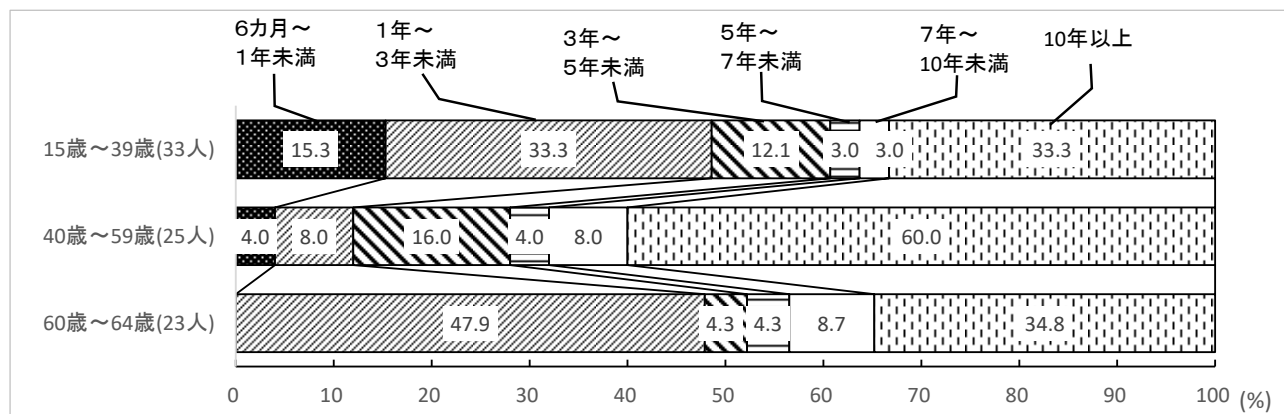 6カ月～
1年未満
1年～
3年未満
3年～
5年未満
5年～
7年未満
7年～
10年未満
10年以上
15歳～39歳(33人)
15.3
33.3
12.1
3.0
3.0
33.3
40歳～59歳(25人)
4.0
8.0
16.0
4.0
8.0
60.0
60歳～64歳(23人)
47.9
4.3
4.3
8.7
34.8
0 10 20 30 40 50 60 70 80 90 100 (%)